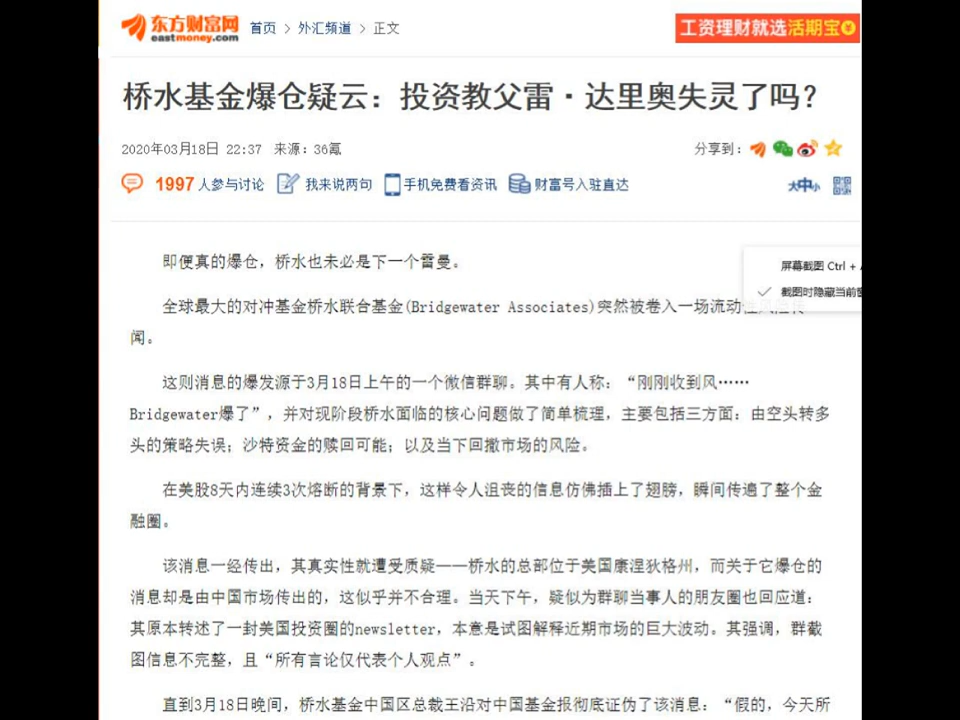 东方财富网
eastmoney.com
首页 > 外汇频道 > 正文
工资理财就选活期宝
桥水基金爆仓疑云：投资教父雷·达里奥失灵了吗？
2020年03月18日 22:37 来源：36氪
分享到：
1997人参与讨论 我来说两句 手机免费看资讯 财富号入驻直达
大中小
即便真的爆仓，桥水也未必是下一个雷曼。
屏幕截图 Ctrl +
截图时隐藏当前窗
全球最大的对冲基金桥水联合基金(Bridgewater Associates)突然被卷入一场流动性风险传
闻。
这则消息的爆发源于3月18日上午的一个微信群聊。其中有人称：“刚刚收到风……
Bridgewater爆了”，并对现阶段桥水面临的核心问题做了简单梳理，主要包括三方面：由空头转多
头的策略失误；沙特资金的赎回可能；以及当下回撤市场的风险。
在美股8天内连续3次熔断的背景下，这样令人沮丧的信息仿佛插上了翅膀，瞬间传遍了整个金
融圈。
该消息一经传出，其真实性就遭受质疑——桥水的总部位于美国康涅狄格州，而关于它爆仓的
消息却是由中国市场传出的，这似乎并不合理。当天下午，疑似为群聊当事人的朋友圈也回应道：
其原本转述了一封美国投资圈的newsletter，本意是试图解释近期市场的巨大波动。其强调，群截
图信息不完整，且“所有言论仅代表个人观点”。
直到3月18日晚间，桥水基金中国区总裁王沿对中国基金报彻底证伪了该消息：“假的，今天所